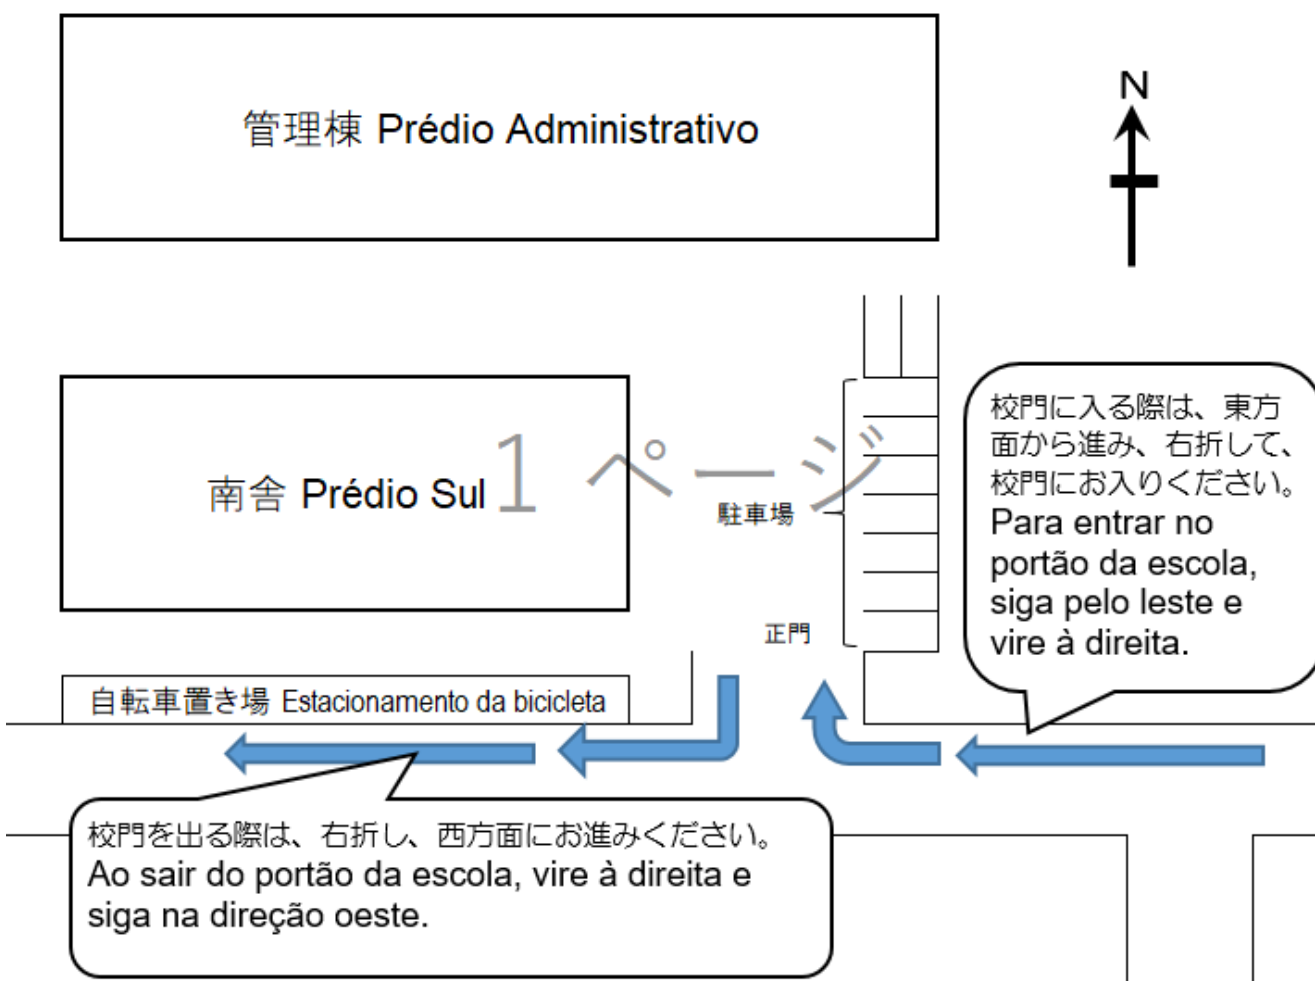 管理棟 Prédio Administrativo
N
校門に入る際は、東方
面から進み、右折して、
校門にお入りください。
Para entrar no
portão da escola,
siga pelo leste e
vire à direita.
南舎 Prédio Sul
1 ページ
駐車場
正門
自転車置き場 Estacionamento da bicicleta
校門を出る際は、右折し、西方面にお進みください。
Ao sair do portão da escola, vire à direita e
siga na direção oeste.